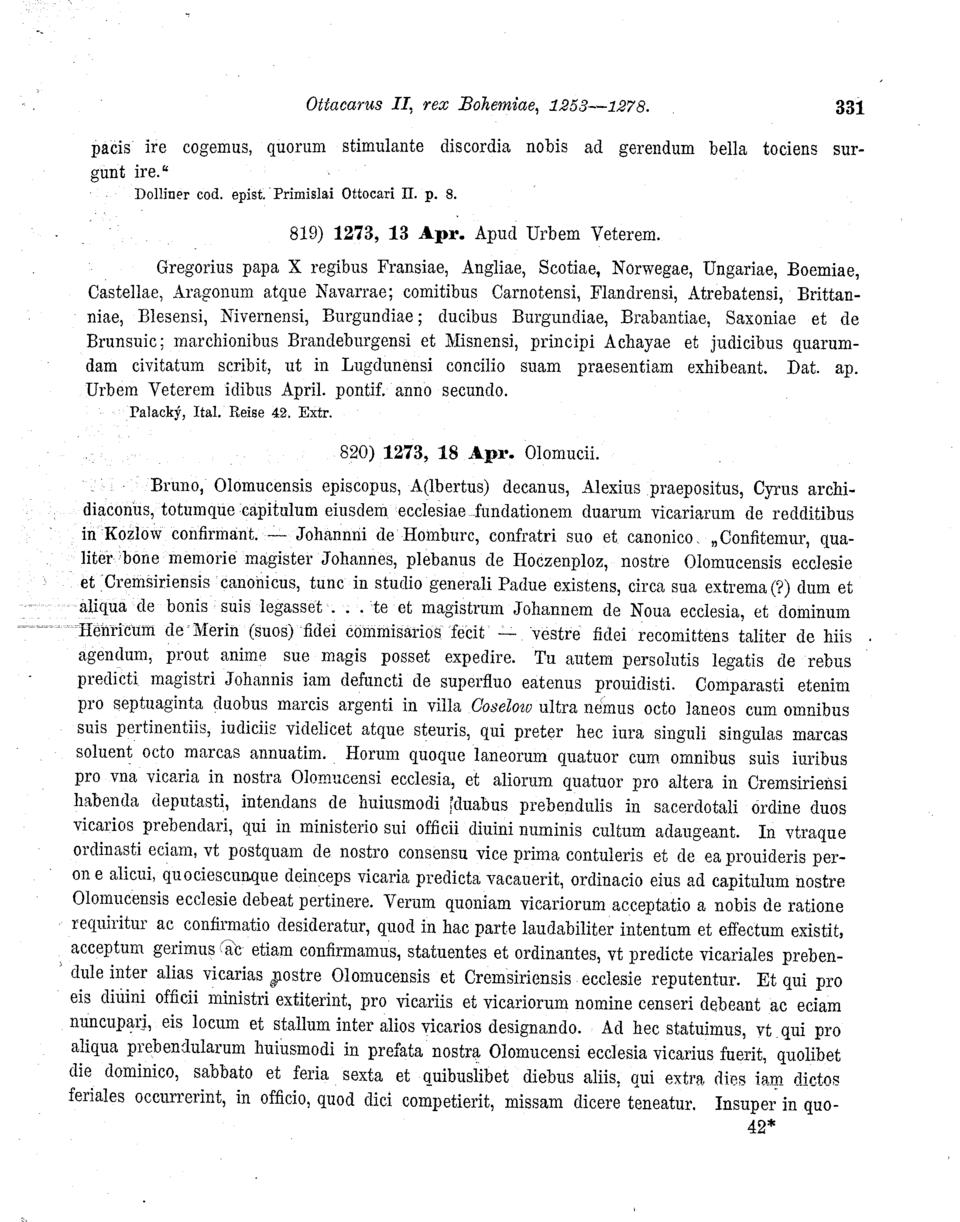 Ottacarus II, rex Bohemiae, 1253—1278. 331
pacis ire cogemus, quorum stimulante discordia nobis ad gerendum bella tociens sur-
gunt ire.“
Dolliner cod. epist. Primislai Ottocari II. p. 8.
819) 1273, 13 Apr. Apud Urbem Veterem.
Gregorius papa X regibus Fransiae, Angliae, Scotiae, Norwegae, Ungariae, Boemiae,
Castellae, Aragonum atque Navarrae; comitibus Carnotensi, Flandrensi, Atrebatensi, Brittan-
niae, Blesensi, Nivernensi, Burgundiae; ducibus Burgundiae, Brabantiae, Saxoniae et de
Brunsuic; marchionibus Brandeburgensi et Misnensi, principi Achayae et judicibus quarum-
dam civitatum scribit, ut in Lugdunensi concilio suam praesentiam exhibeant. Dat. ap.
Urbem Veterem idibus April. pontif. anno secundo.
Palacký, Ital. Reise 42. Extr.
820) 1273, 18 Apr. Olomucii.
Bruno, Olomucensis episcopus, A(lbertus) decanus, Alexius praepositus, Cyrus archi-
diaconus, totumque capitulum eiusdem ecclesiae fundationem duarum vicariarum de redditibus
in Kozlow confirmant. — Johannni de Homburc, confratri suo et canonico. „Confitemur, qua-
liter bone memorie magister Johannes, plebanus de Hoczenploz, nostre Olomucensis ecclesie
et Cremsiriensis canonicus, tunc in studio generali Padue existens, circa sua extrema (?) dum et
aliqua de bonis suis legasset . . . te et magistrum Johannem de Noua ecclesia, et dominum
Henricum de Merin (suos) fidei commisarios fecit — vestre fidei recomittens taliter de hiis
agendum, prout anime sue magis posset expedire. Tu autem persolutis legatis de rebus
predicti magistri Johannis iam defuncti de superfluo eatenus prouidisti. Comparasti etenim
pro septuaginta duobus marcis argenti in villa Coselow ultra nemus octo laneos cum omnibus
suis pertinentiis, iudiciis videlicet atque steuris, qui preter hec iura singuli singulas marcas
soluent octo marcas annuatim. Horum quoque laneorum quatuor cum omnibus suis iuribus
pro vna vicaria in nostra Olomucensi ecclesia, et aliorum quatuor pro altera in Cremsiriensi
habenda deputasti, intendans de huiusmodi duabus prebendulis in sacerdotali ordine duos
vicarios prebendari, qui in ministerio sui officii diuini numinis cultum adaugeant. In vtraque
ordinasti eciam, vt postquam de nostro consensu vice prima contuleris et de ea prouideris per-
on e alicui, quociescunque deinceps vicaria predicta vacauerit, ordinacio eius ad capitulum nostre
Olomucensis ecclesie debeat pertinere. Verum quoniam vicariorum acceptatio a nobis de ratione
requiritur ac confirmatio desideratur, quod in hac parte laudabiliter intentum et effectum existit,
acceptum gerimus ac etiam confirmamus, statuentes et ordinantes, vt predicte vicariales preben-
dule inter alias vicarias nostre Olomucensis et Cremsiriensis ecclesie reputentur. Et qui pro
eis diuini officii ministri extiterint, pro vicariis et vicariorum nomine censeri debeant ac eciam
nuncupari, eis locum et stallum inter alios vicarios designando. Ad hec statuimus, vt qui pro
aliqua prebendularum huiusmodi in prefata nostra Olomucensi ecclesia vicarius fuerit, quolibet
die dominico, sabbato et feria sexta et quibuslibet diebus aliis, qui extra dies iam dictos
feriales occurrerint, in officio, quod dici competierit, missam dicere teneatur. Insuper in quo-
42*